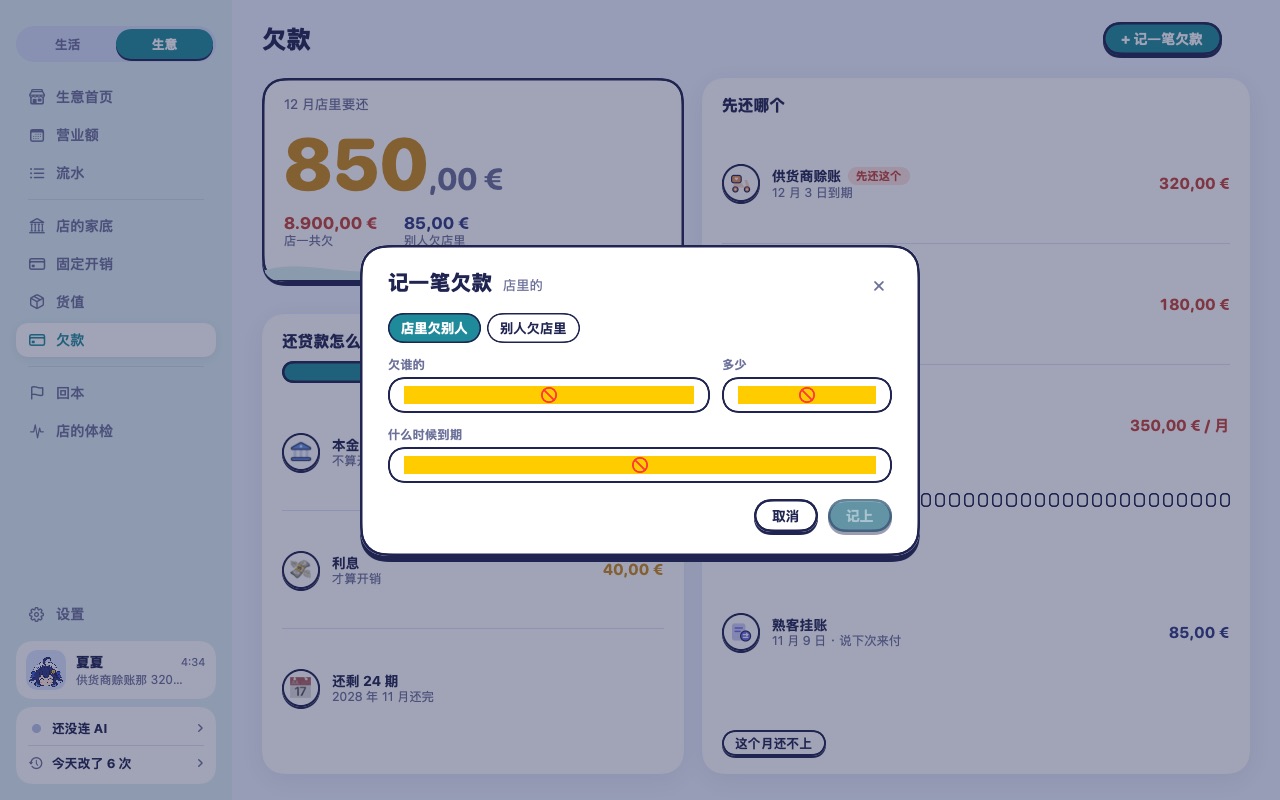 生活
生意
生意首页
营业额
流水
店的家底
固定开销
货值
欠款
回本
店的体检
设置
夏夏
4:34
供货商赊账那 320...
还没连 AI
今天改了 6 次
欠款
+ 记一笔欠款
12 月店里要还
850,00 €
8.900,00 €
85,00 €
店一共欠
别人欠店里
还贷款怎么
本金
不算
利息
才算开销
40,00 €
还剩 24 期
2028 年 11 月还完
17
先还哪个
供货商赊账
先还这个
12 月 3 日到期
320,00 €
180,00 €
350,00 € / 月
熟客挂账
11 月 9 日 · 说下次来付
85,00 €
这个月还不上
记一笔欠款
店里的
×
店里欠别人
别人欠店里
欠谁的
多少
什么时候到期
取消
记上